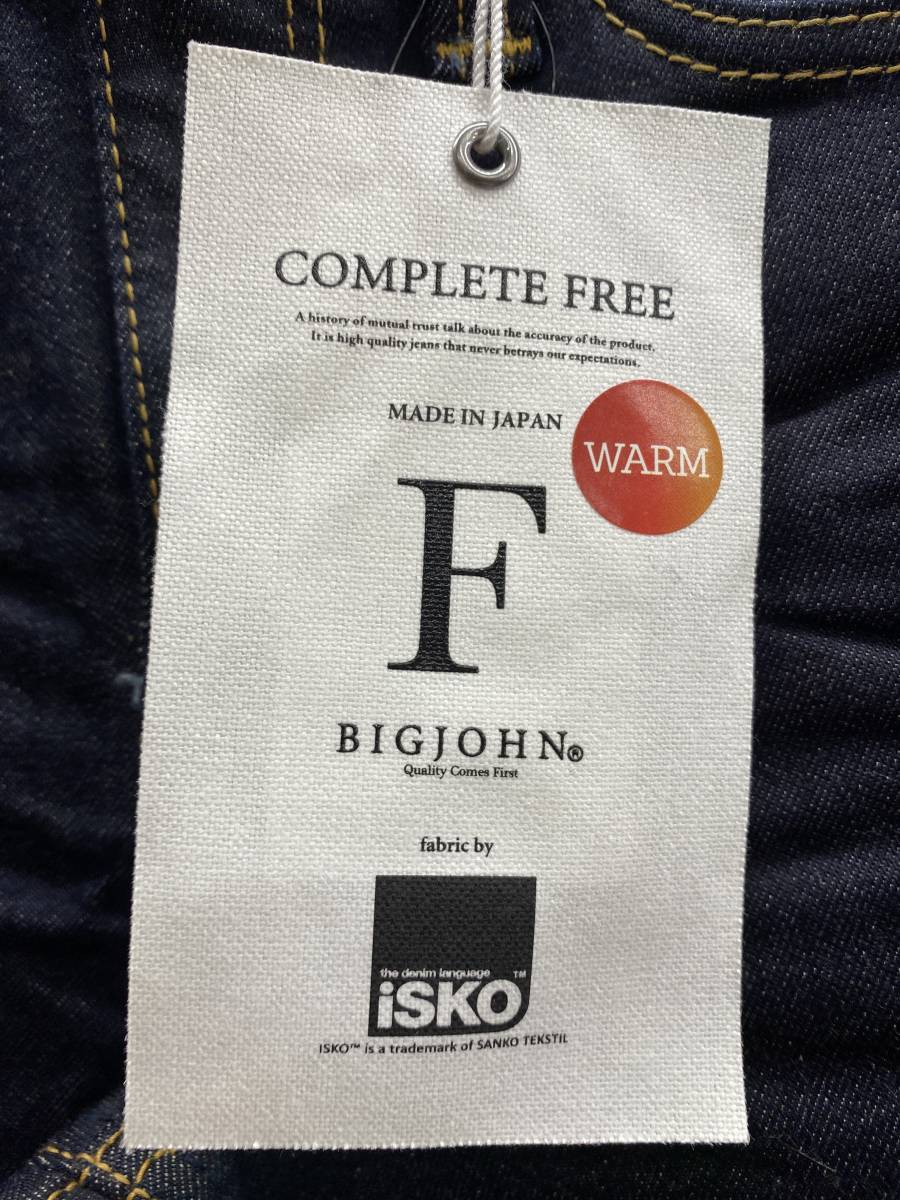 COMPLETE FREE
A history of mutual trust talk about the accuracy of the product.
It is high quality jeans that never betrays our expectations.
MADE IN JAPAN
WARM
F
BIGJOHN®
Quality Comes First
fabric by
the denim language ™
iSKO
ISKO™ is a trademark of SANKO TEKSTIL